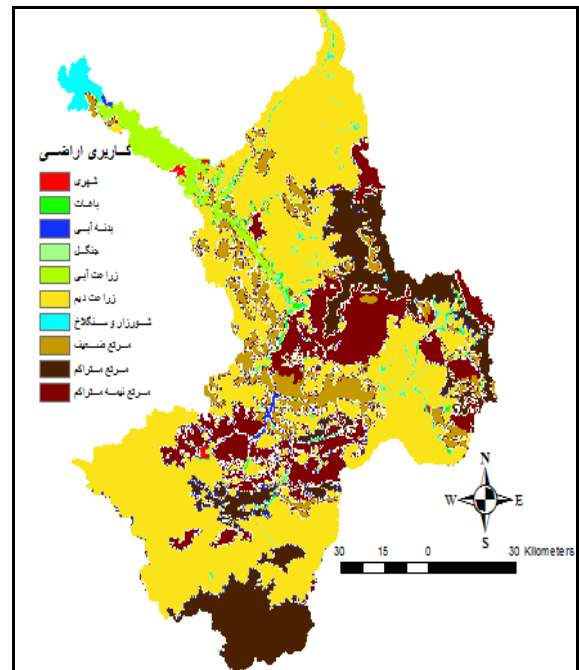 کاربری اراضی
شهری
باغات
بدنه آبی
جنگل
زراعت آبی
زراعت دیم
شورزار و سنگلاخ
مرتع ضعیف
مرتع متراکم
مرتع نیمه متراکم
N
W E
S
30 15 0 30 Kilometers